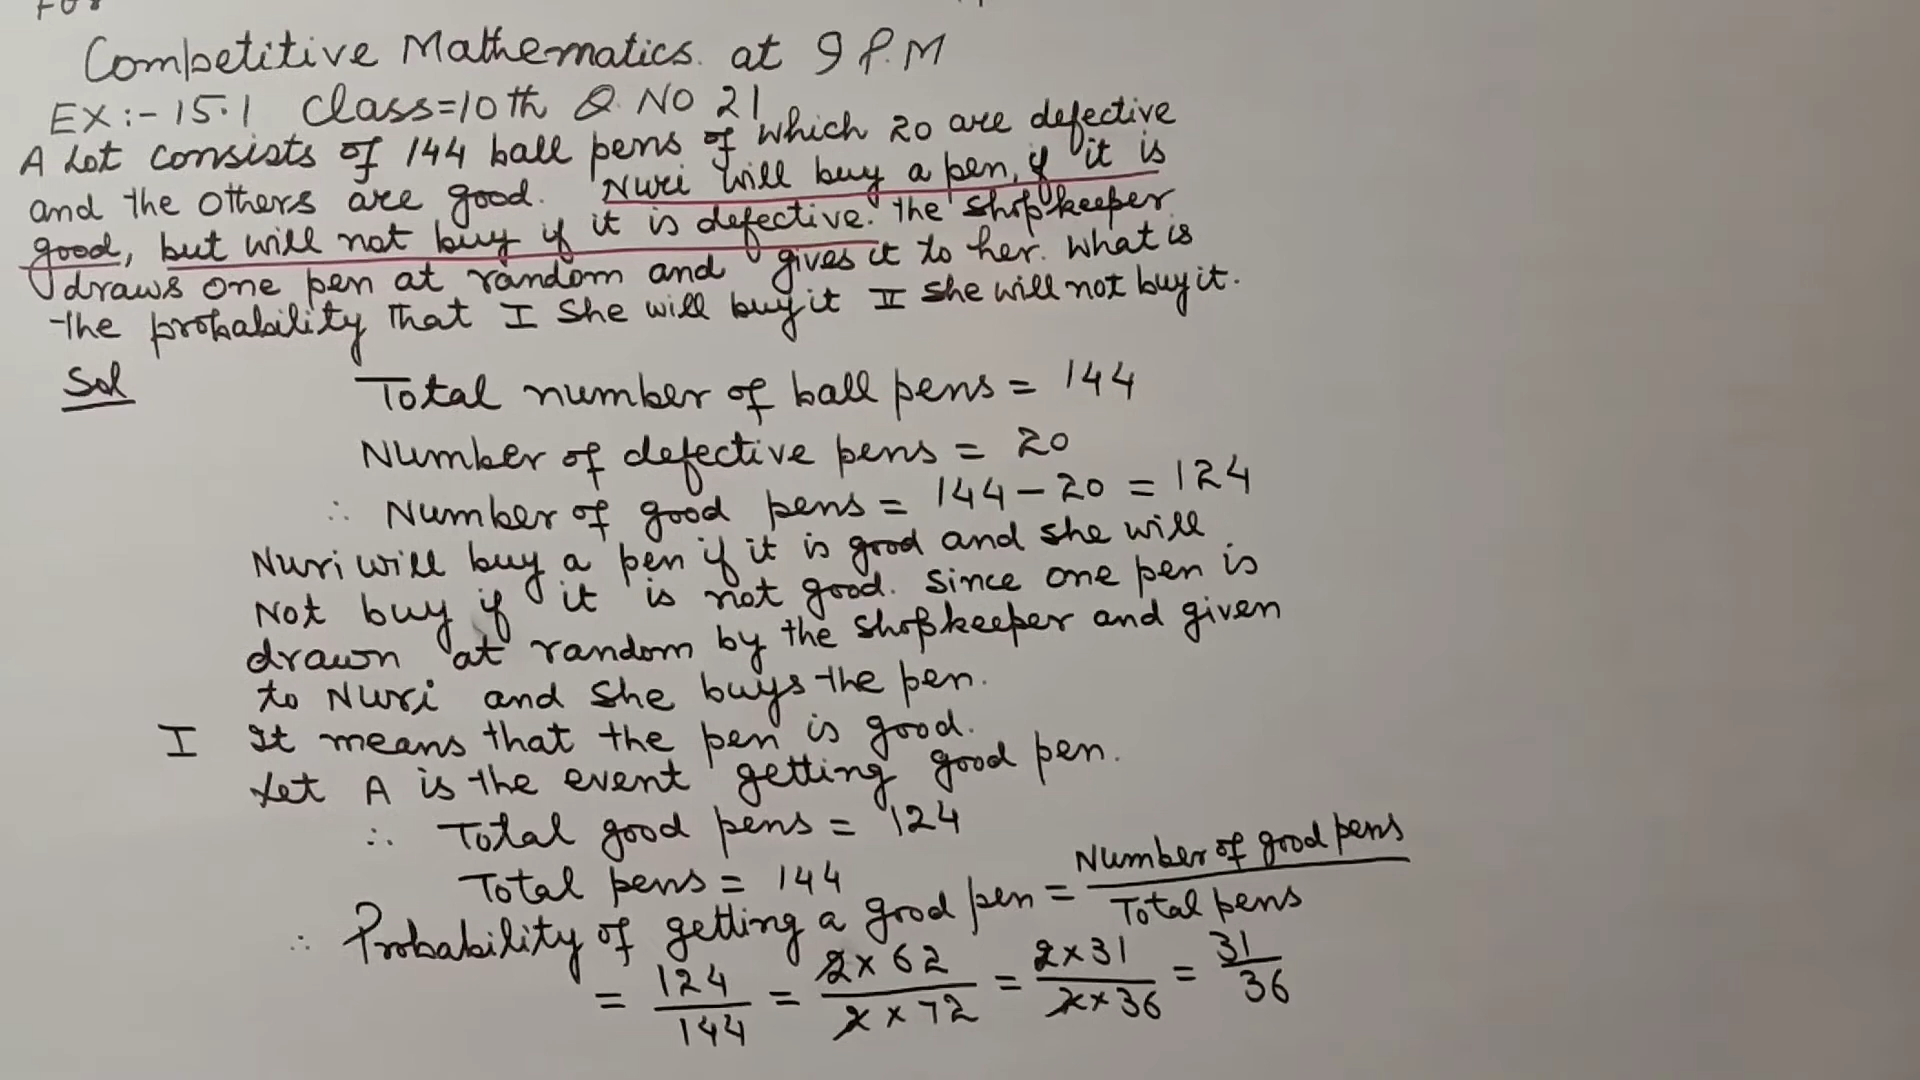 For
Competitive Mathematics. at 9 P.M
EX:- 15.1 Class=10th Q. NO 21
A Lot consists of 144 ball pens of which 20 are defective
and the others are good. Nuri will buy a pen, if it is
good, but will not buy if it is defective. The shopkeeper
draws one pen at random and gives it to her. What is
the probability that I She will buy it II she will not buy it.
Sol
Total number of ball pens = 144
Number of defective pens = 20
∴ Number of good pens = 144 - 20 = 124
Nuri will buy a pen if it is good and she will
Not buy if it is not good. Since one pen is
drawn at random by the shopkeeper and given
to Nuri and She buys the pen.
I It means that the pen is good.
Let A is the event getting good pen.
∴ Total good pens = 124
Total pens = 144
∴ Probability of getting a good pen = Number of good pens / Total pens
= 124/144 = 2 x 62 / 2 x 72 = 2 x 31 / 2 x 36 = 31/36